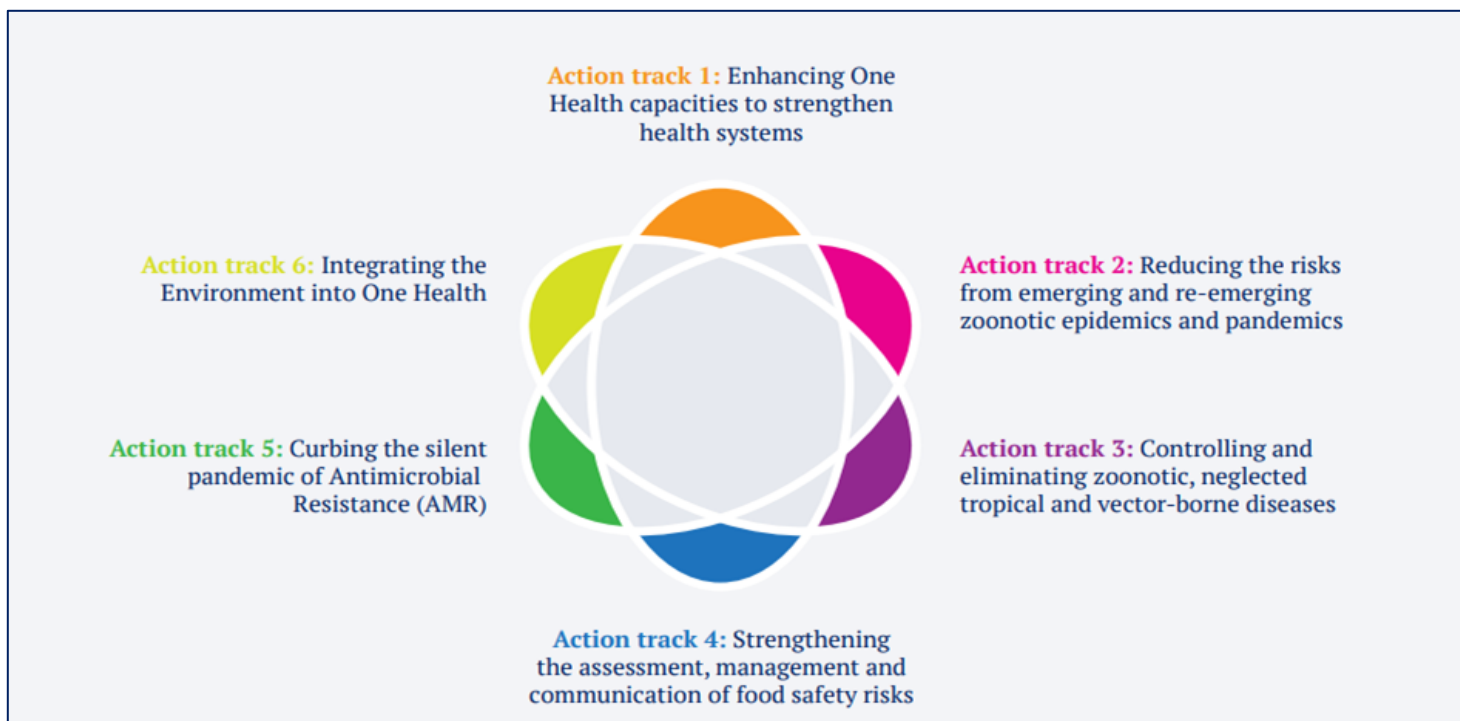 Action track 1: Enhancing One
Health capacities to strengthen
health systems
Action track 2: Reducing the risks
from emerging and re-emerging
zoonotic epidemics and pandemics
Action track 3: Controlling and
eliminating zoonotic, neglected
tropical and vector-borne diseases
Action track 4: Strengthening
the assessment, management and
communication of food safety risks
Action track 5: Curbing the silent
pandemic of Antimicrobial
Resistance (AMR)
Action track 6: Integrating the
Environment into One Health